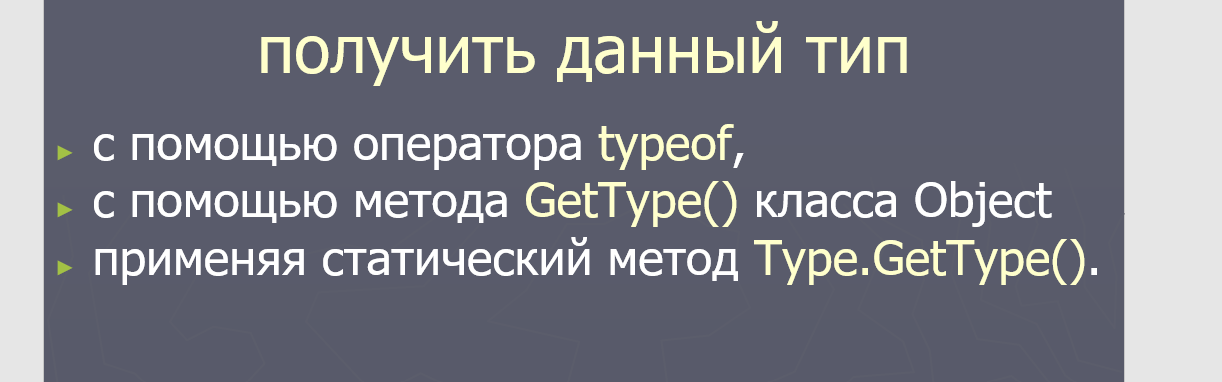 получить данный тип
► с помощью оператора typeof,
► с помощью метода GetType() класса Object
► применяя статический метод Type.GetType().